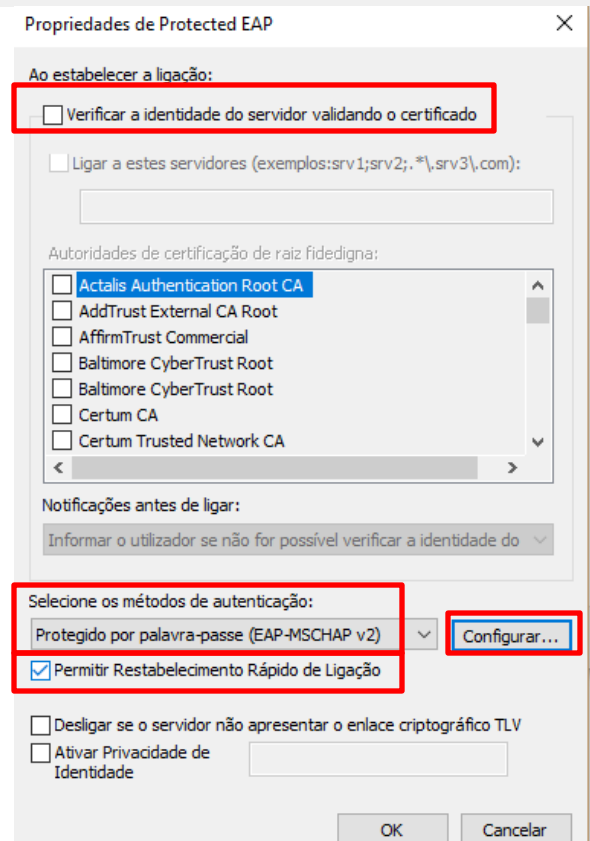 Propriedades de Protected EAP
Ao estabelecer a ligação:
Verificar a identidade do servidor validando o certificado
Ligar a estes servidores (exemplos:srv1;srv2;.*\.srv3\.com):
Autoridades de certificação de raiz fidedigna:
Actalis Authentication Root CA
AddTrust External CA Root
AffirmTrust Commercial
Baltimore CyberTrust Root
Baltimore CyberTrust Root
Certum CA
Certum Trusted Network CA
Notificações antes de ligar:
Informar o utilizador se não for possível verificar a identidade do
Selecione os métodos de autenticação:
Protegido por palavra-passe (EAP-MSCHAP v2) Configurar...
Permitir Restabelecimento Rápido de Ligação
Desligar se o servidor não apresentar o enlace criptográfico TLV
Ativar Privacidade de
Identidade
OK Cancelar